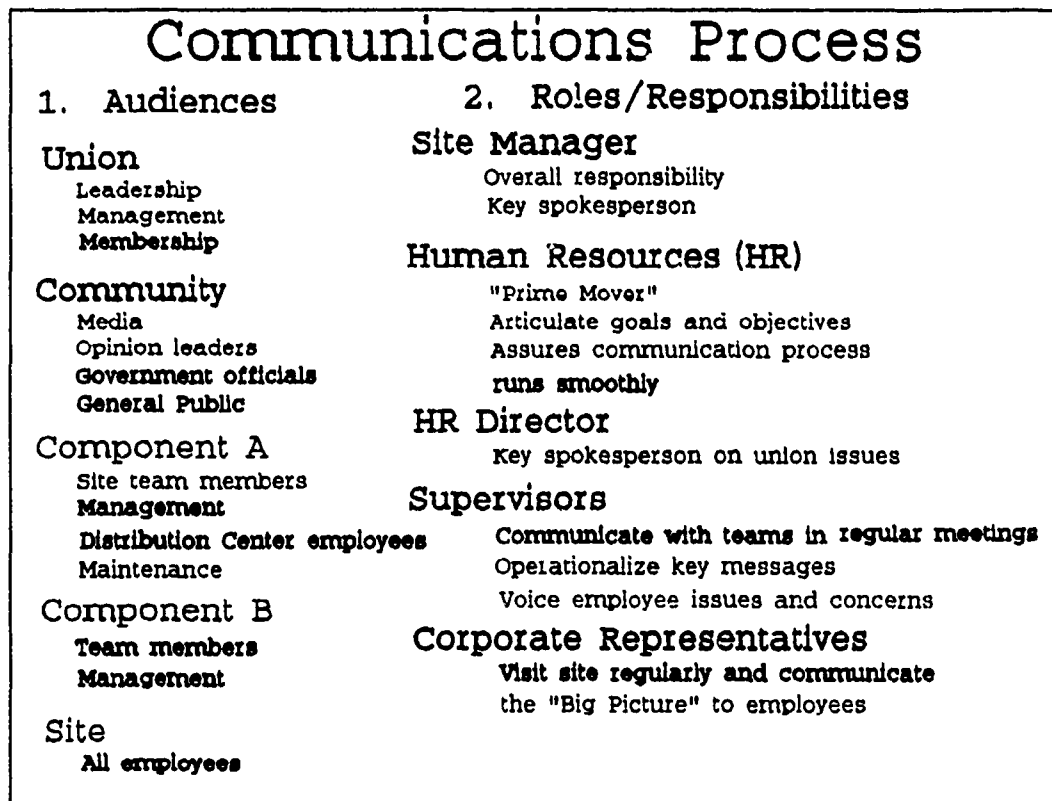 Communications Process
1. Audiences
Union
Leadership
Management
Membership
Community
Media
Opinion leaders
Government officials
General Public
Component A
Site team members
Management
Distribution Center employees
Maintenance
Component B
Team members
Management
Site
All employees
2. Roles/Responsibilities
Site Manager
Overall responsibility
Key spokesperson
Human Resources (HR)
"Prime Mover"
Articulate goals and objectives
Assures communication process
runs smoothly
HR Director
Key spokesperson on union issues
Supervisors
Communicate with teams in regular meetings
Operationalize key messages
Voice employee issues and concerns
Corporate Representatives
Visit site regularly and communicate
the "Big Picture" to employees